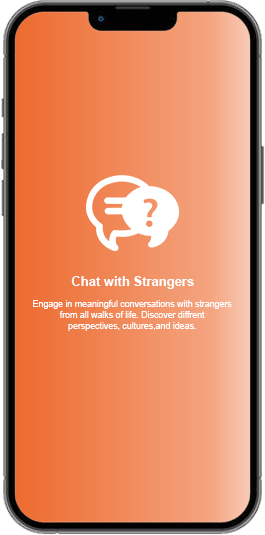 ?
Chat with Strangers
Engage in meaningful conversations with strangers
from all walks of life. Discover diffrent
perspectives, cultures,and ideas.